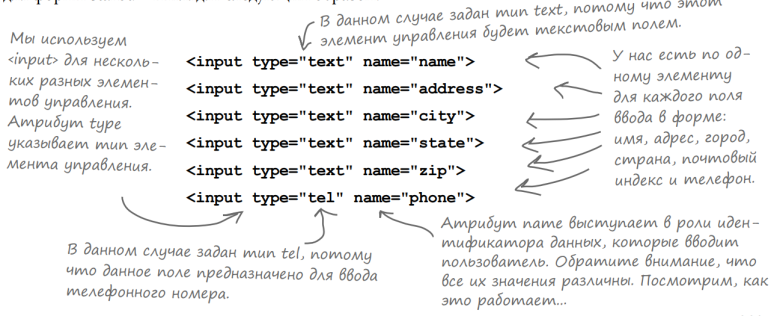 В данном случае задан тип text, потому что этот
элемент управления будет текстовым полем.
Мы используем
<input> для несколь-
ких разных элемен-
тов управления.
Атрибут type
указывает тип эле-
мента управления.
<input type="text" name="name">
<input type="text" name="address">
<input type="text" name="city">
<input type="text" name="state">
<input type="text" name="zip">
<input type="tel" name="phone">
У нас есть по од-
ному элементу
для каждого поля
ввода в форме:
имя, адрес, город,
страна, почтовый
индекс и телефон.
В данном случае задан тип tel, потому
что данное поле предназначено для ввода
телефонного номера.
Атрибут name выступает в роли иден-
тификатора данных, которые вводит
пользователь. Обратите внимание, что
все их значения различны. Посмотрим, как
это работает...